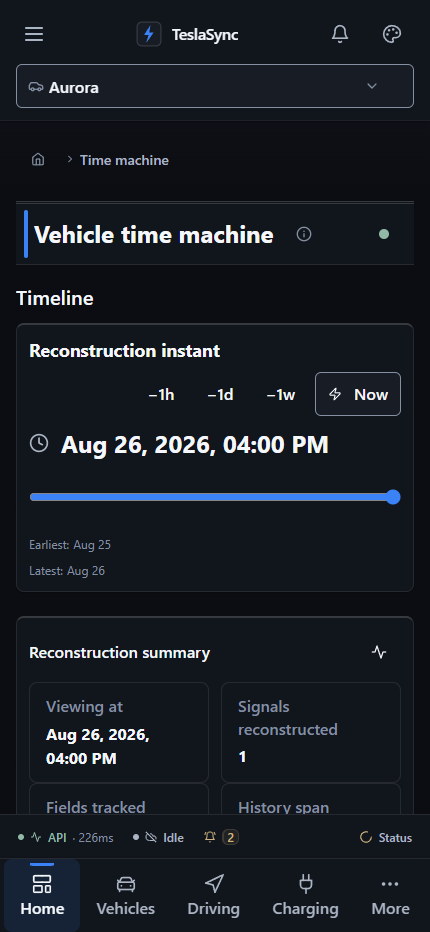 TeslaSync
Aurora
Time machine
Vehicle time machine
Timeline
Reconstruction instant
−1h −1d −1w Now
Aug 26, 2026, 04:00 PM
Earliest: Aug 25
Latest: Aug 26
Reconstruction summary
Viewing at
Aug 26, 2026,
04:00 PM
Signals
reconstructed
1
Fields tracked
History span
API · 226ms Idle 2 Status
Home Vehicles Driving Charging More